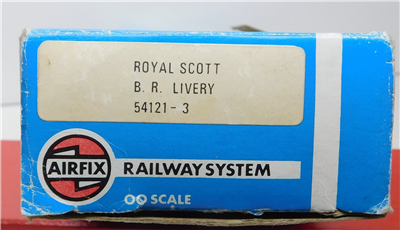 ROYAL SCOTT
B. R. LIVERY
54121-3
AIRFIX
RAILWAY SYSTEM
OO SCALE